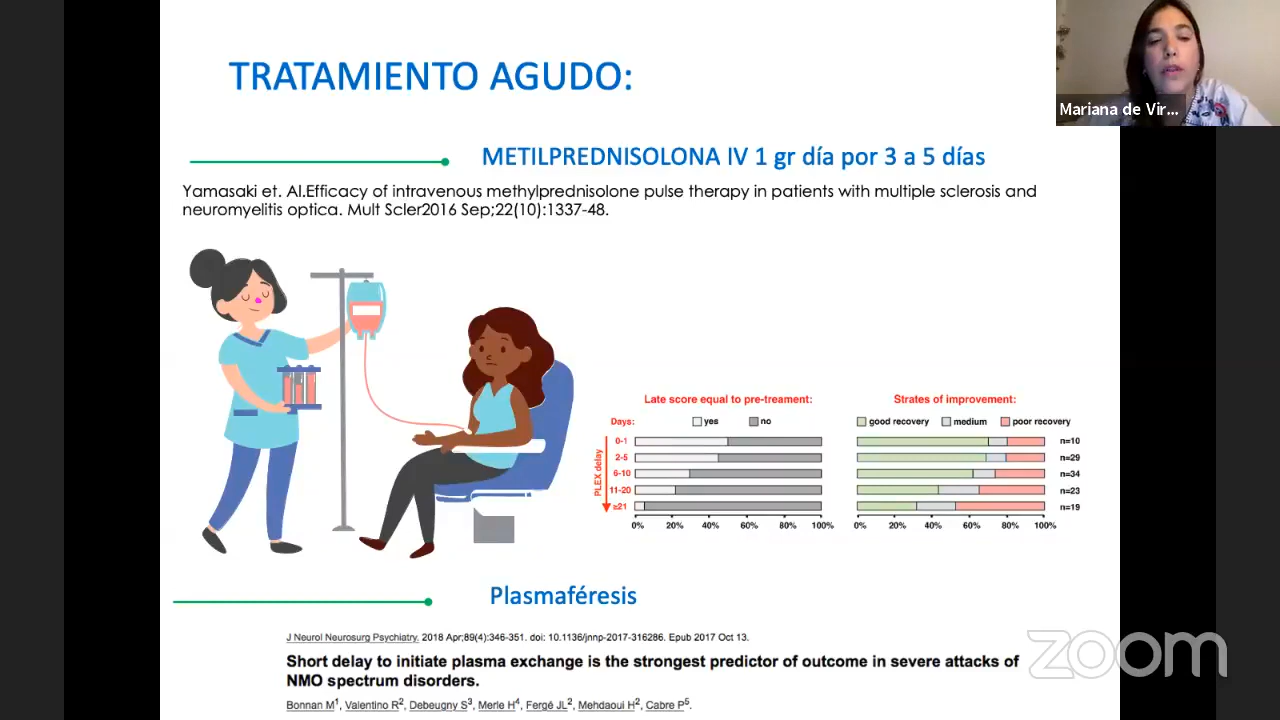 TRATAMIENTO AGUDO:
Mariana de Vir...
METILPREDNISOLONA IV 1 gr día por 3 a 5 días
Yamasaki et. Al.Efficacy of intravenous methylprednisolone pulse therapy in patients with multiple sclerosis and
neuromyelitis optica. Mult Scler2016 Sep;22(10):1337-48.
Late score equal to pre-treament:
Days:
yes
no
PLEX delay
0-1
2-5
6-10
11-20
≥21
0%
20%
40%
60%
80%
100%
Strates of improvement:
good recovery
medium
poor recovery
n=10
n=29
n=34
n=23
n=19
0%
20%
40%
60%
80%
100%
Plasmaféresis
J Neurol Neurosurg Psychiatry. 2018 Apr;89(4):346-351. doi: 10.1136/jnnp-2017-316286. Epub 2017 Oct 13.
Short delay to initiate plasma exchange is the strongest predictor of outcome in severe attacks of
NMO spectrum disorders.
Bonnan M1, Valentino R2, Debeugny S3, Merle H4, Fergé JL2, Mehdaoui H2, Cabre P5.
zoom